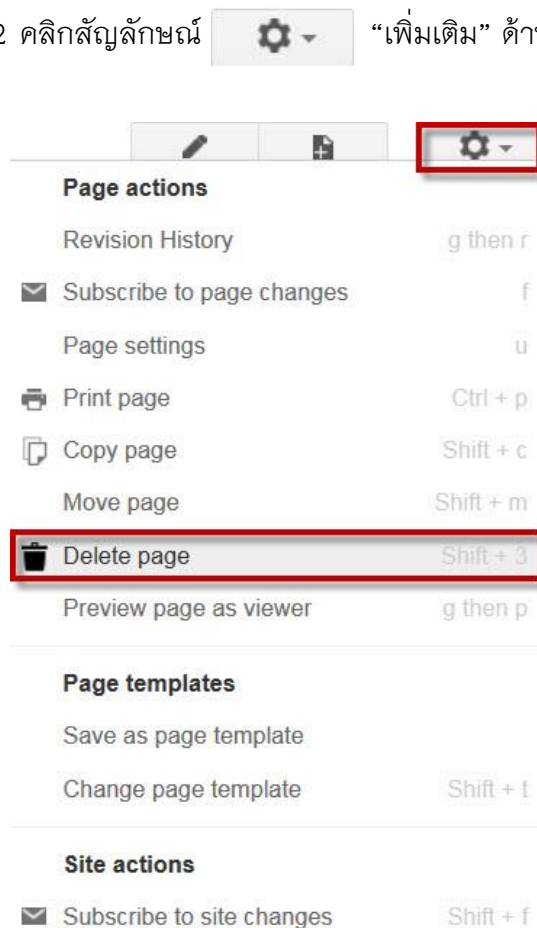 2 คลิกสัญลักษณ์ “เพิ่มเติม”
Page actions
Revision History g then r
Subscribe to page changes f
Page settings u
Print page Ctrl + p
Copy page Shift + c
Move page Shift + m
Delete page Shift + 3
Preview page as viewer g then p
Page templates
Save as page template
Change page template Shift + t
Site actions
Subscribe to site changes Shift + f